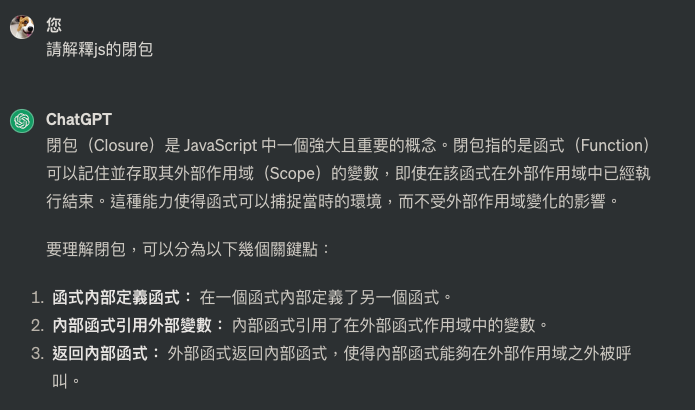 您
請解釋js的閉包
ChatGPT
閉包（Closure）是 JavaScript 中一個強大且重要的概念。閉包指的是函式（Function）
可以記住並存取其外部作用域（Scope）的變數，即使在該函式在外部作用域中已經執
行結束。這種能力使得函式可以捕捉當時的環境，而不受外部作用域變化的影響。
要理解閉包，可以分為以下幾個關鍵點：
1. 函式內部定義函式： 在一個函式內部定義了另一個函式。
2. 內部函式引用外部變數： 內部函式引用了在外部函式作用域中的變數。
3. 返回內部函式： 外部函式返回內部函式，使得內部函式能夠在外部作用域之外被呼
叫。